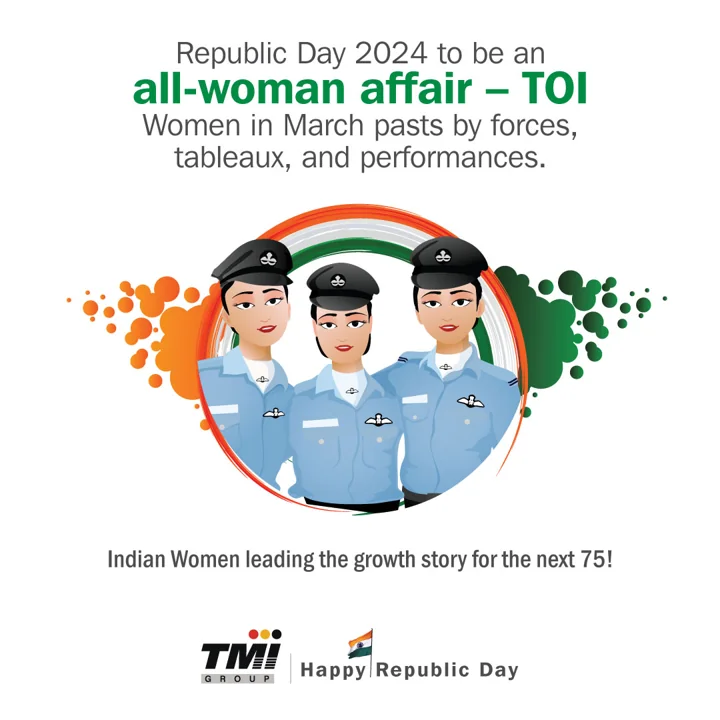 Republic Day 2024 to be an
all-woman affair – TOI
Women in March pasts by forces,
tableaux, and performances.
Indian Women leading the growth story for the next 75!
TMI
GROUP
Happy Republic Day